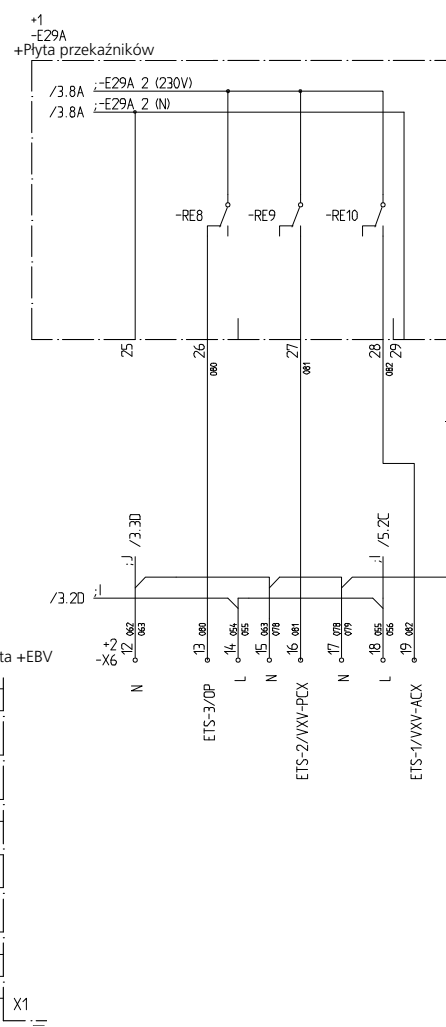 +1
-E29A
+Płyta przekaźników
/3.8A ;-E29A 2 (230V)
/3.8A ;-E29A 2 (N)
-RE8
-RE9
-RE10
25
26
27
28
29
080
081
082
;J /3.3D
;I /5.2C
/3.2D ;I
062
063
080
054
055
063
078
081
078
079
055
056
082
+2
-X6
12
13
14
15
16
17
18
19
ta +EBV
N
ETS-3/OP
L
N
ETS-2/VXV-PCX
N
L
ETS-1/VXV-ACX
X1